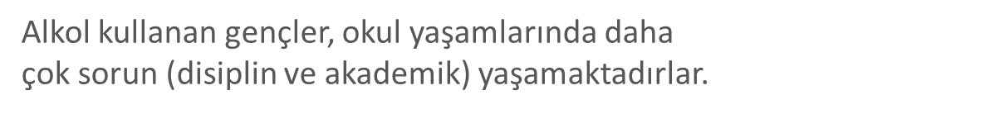 Alkol kullanan gençler, okul yaşamlarında daha
çok sorun (disiplin ve akademik) yaşamaktadırlar.